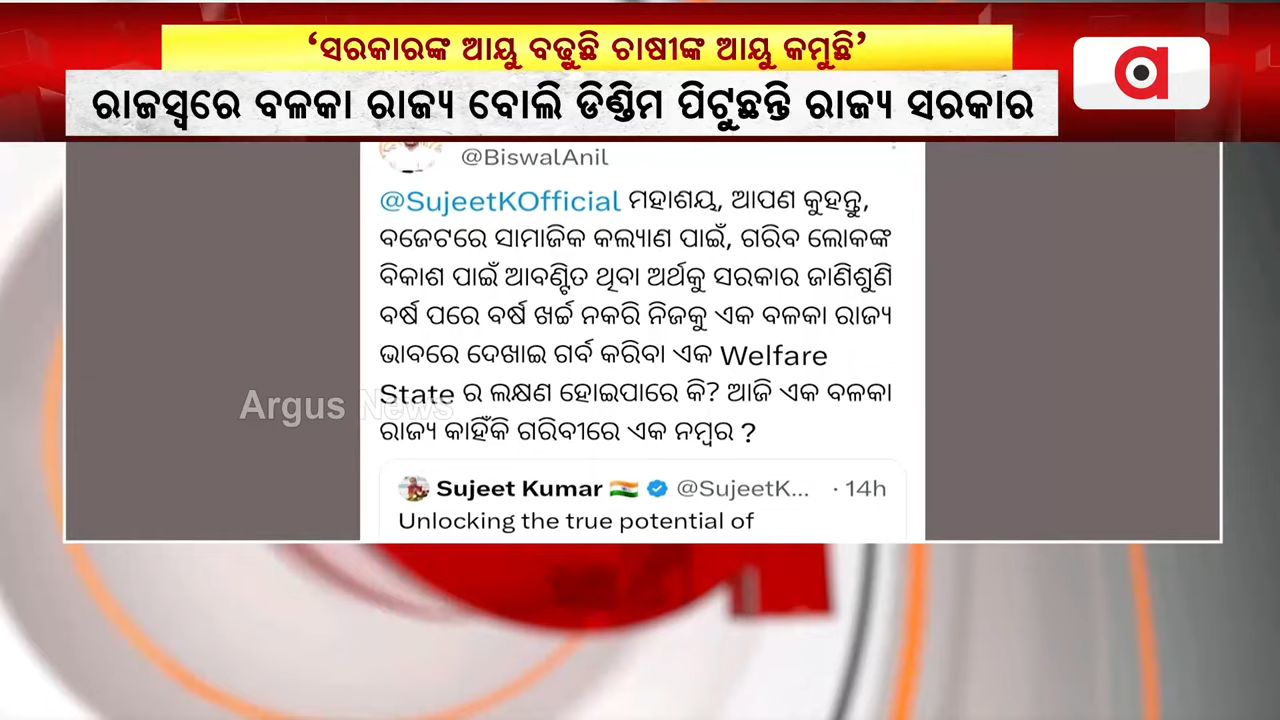 ‘ସରକାରଙ୍କ ଆୟୁ ବଢୁଛି ଚାଷୀଙ୍କ ଆୟୁ କମୁଛି’
ରାଜସ୍ୱରେ ବଳକା ରାଜ୍ୟ ବୋଲି ଡିଣ୍ଡିମ ପିଟୁଛନ୍ତି ରାଜ୍ୟ ସରକାର
@BiswalAnil
@SujeetKOfficial ମହାଶୟ, ଆପଣ କୁହନ୍ତୁ,
ବଜେଟରେ ସାମାଜିକ କଲ୍ୟାଣ ପାଇଁ, ଗରିବ ଲୋକଙ୍କ
ବିକାଶ ପାଇଁ ଆବଣ୍ଟିତ ଥିବା ଅର୍ଥକୁ ସରକାର ଜାଣିଶୁଣି
ବର୍ଷ ପରେ ବର୍ଷ ଖର୍ଚ୍ଚ ନକରି ନିଜକୁ ଏକ ବଳକା ରାଜ୍ୟ
ଭାବରେ ଦେଖାଇ ଗର୍ବ କରିବା ଏକ Welfare
State ର ଲକ୍ଷଣ ହୋଇପାରେ କି? ଆଜି ଏକ ବଳକା
Argus News
ରାଜ୍ୟ କାହିଁକି ଗରିବୀରେ ଏକ ନମ୍ବର ?
Sujeet Kumar 🇮🇳 @SujeetK... · 14h
Unlocking the true potential of